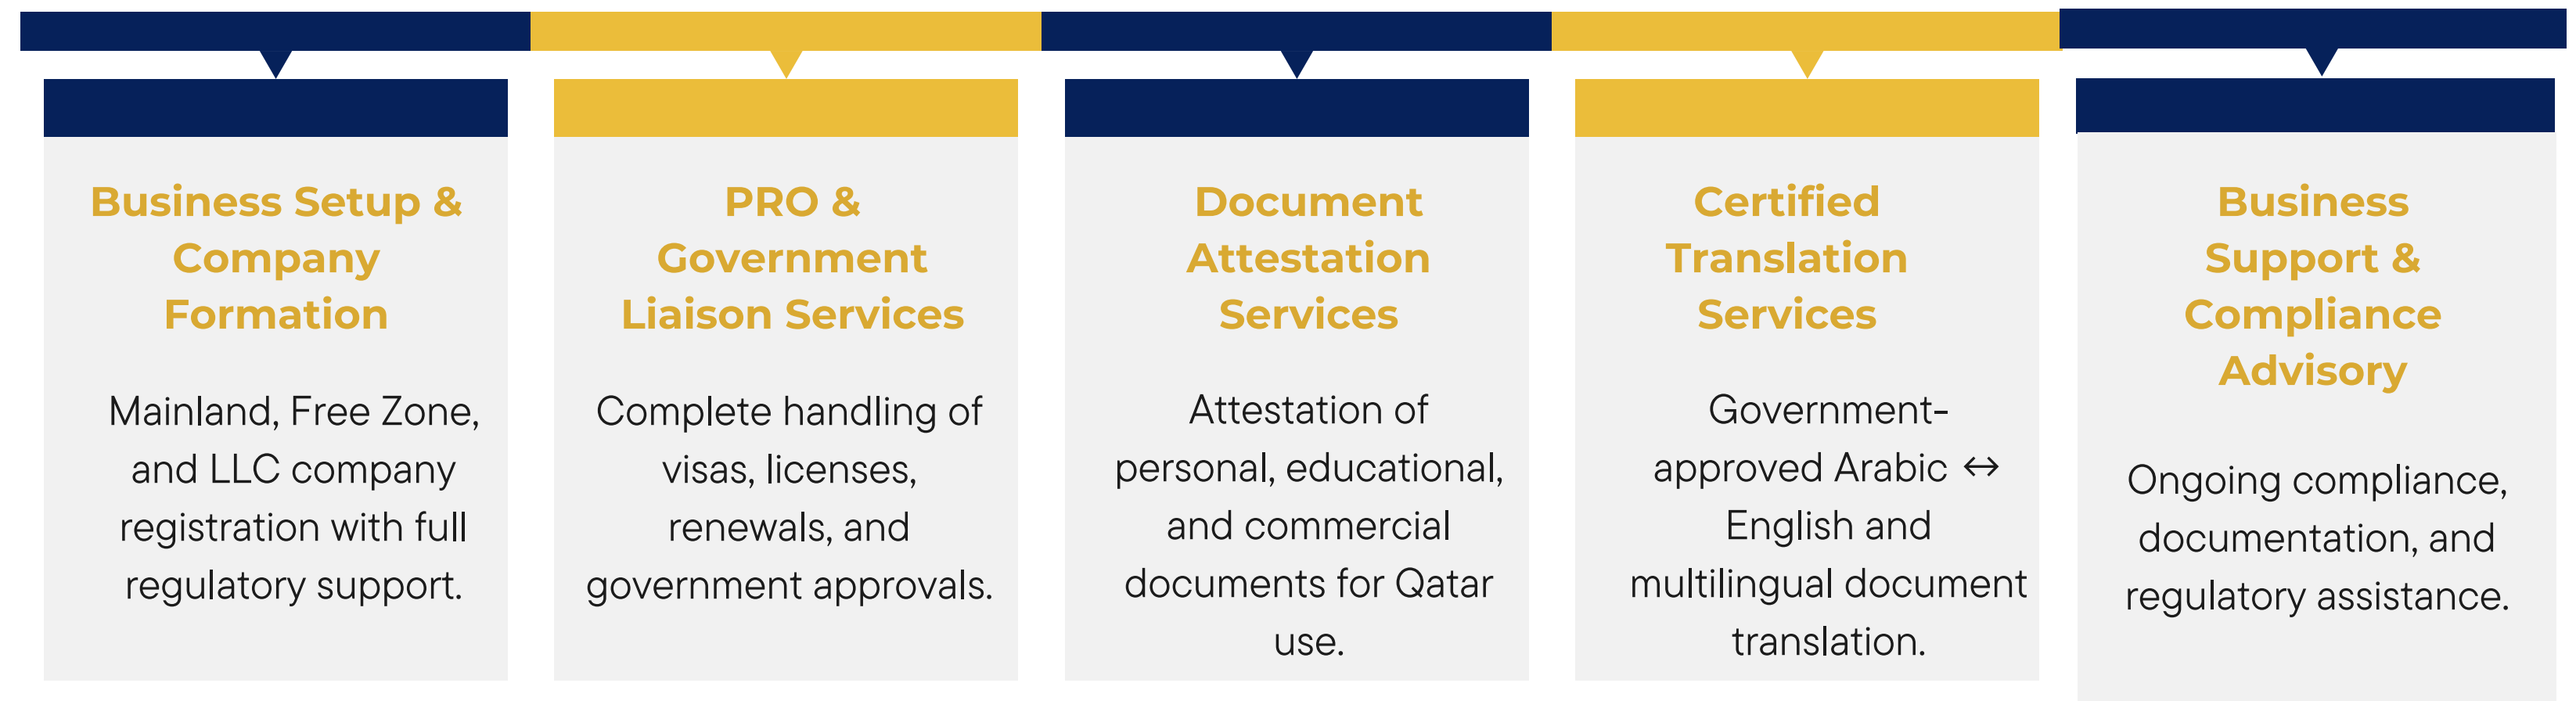 Business Setup &
Company
Formation
Mainland, Free Zone,
and LLC company
registration with full
regulatory support.
PRO &
Government
Liaison Services
Complete handling of
visas, licenses,
renewals, and
government approvals.
Document
Attestation
Services
Attestation of
personal, educational,
and commercial
documents for Qatar
use.
Certified
Translation
Services
Government-
approved Arabic ↔
English and
multilingual document
translation.
Business
Support &
Compliance
Advisory
Ongoing compliance,
documentation, and
regulatory assistance.